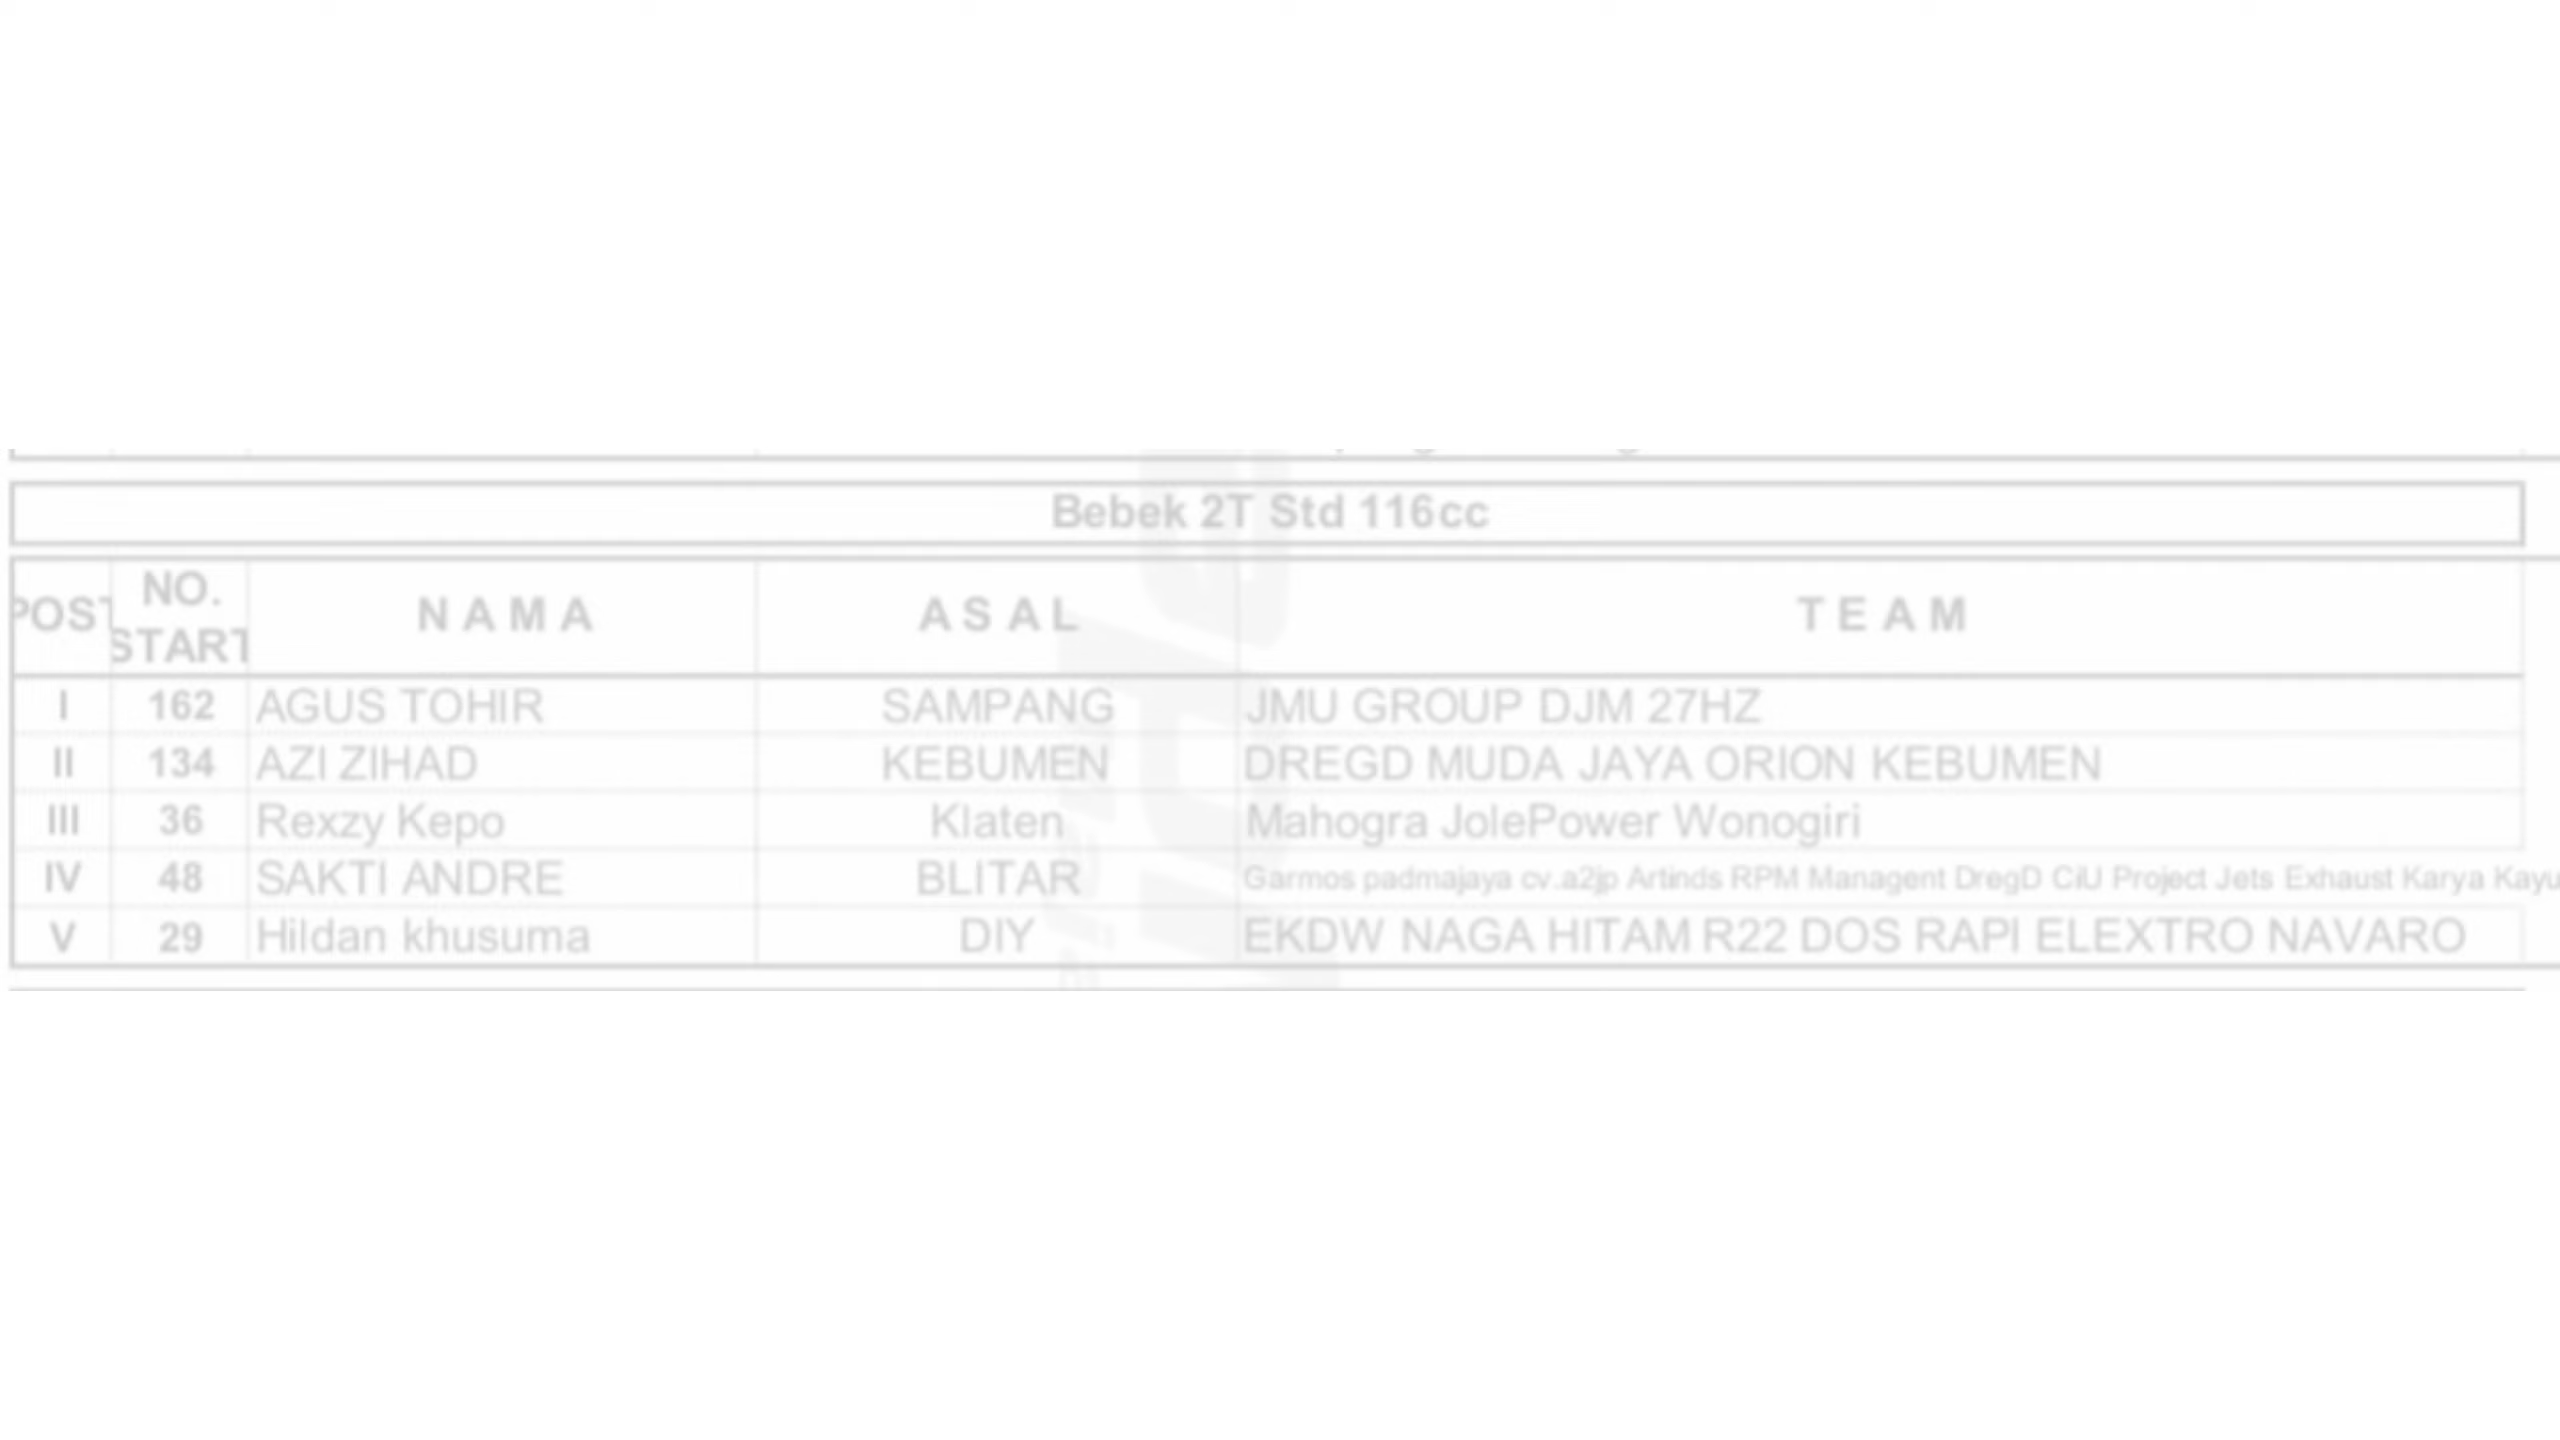 Bebek 2T Std 116cc
POST NO. START N A M A A S A L T E A M
I 162 AGUS TOHIR SAMPANG JMU GROUP DJM 27HZ
II 134 AZI ZIHAD KEBUMEN DREGD MUDA JAYA ORION KEBUMEN
III 36 Rexzy Kepo Klaten Mahogra JolePower Wonogiri
IV 48 SAKTI ANDRE BLITAR Garmos padmajaya cv.a2jp Artinds RPM Managent DregD CiU Project Jets Exhaust Karya Kayu
V 29 Hildan khusuma DIY EKDW NAGA HITAM R22 DOS RAPI ELEXTRO NAVARO